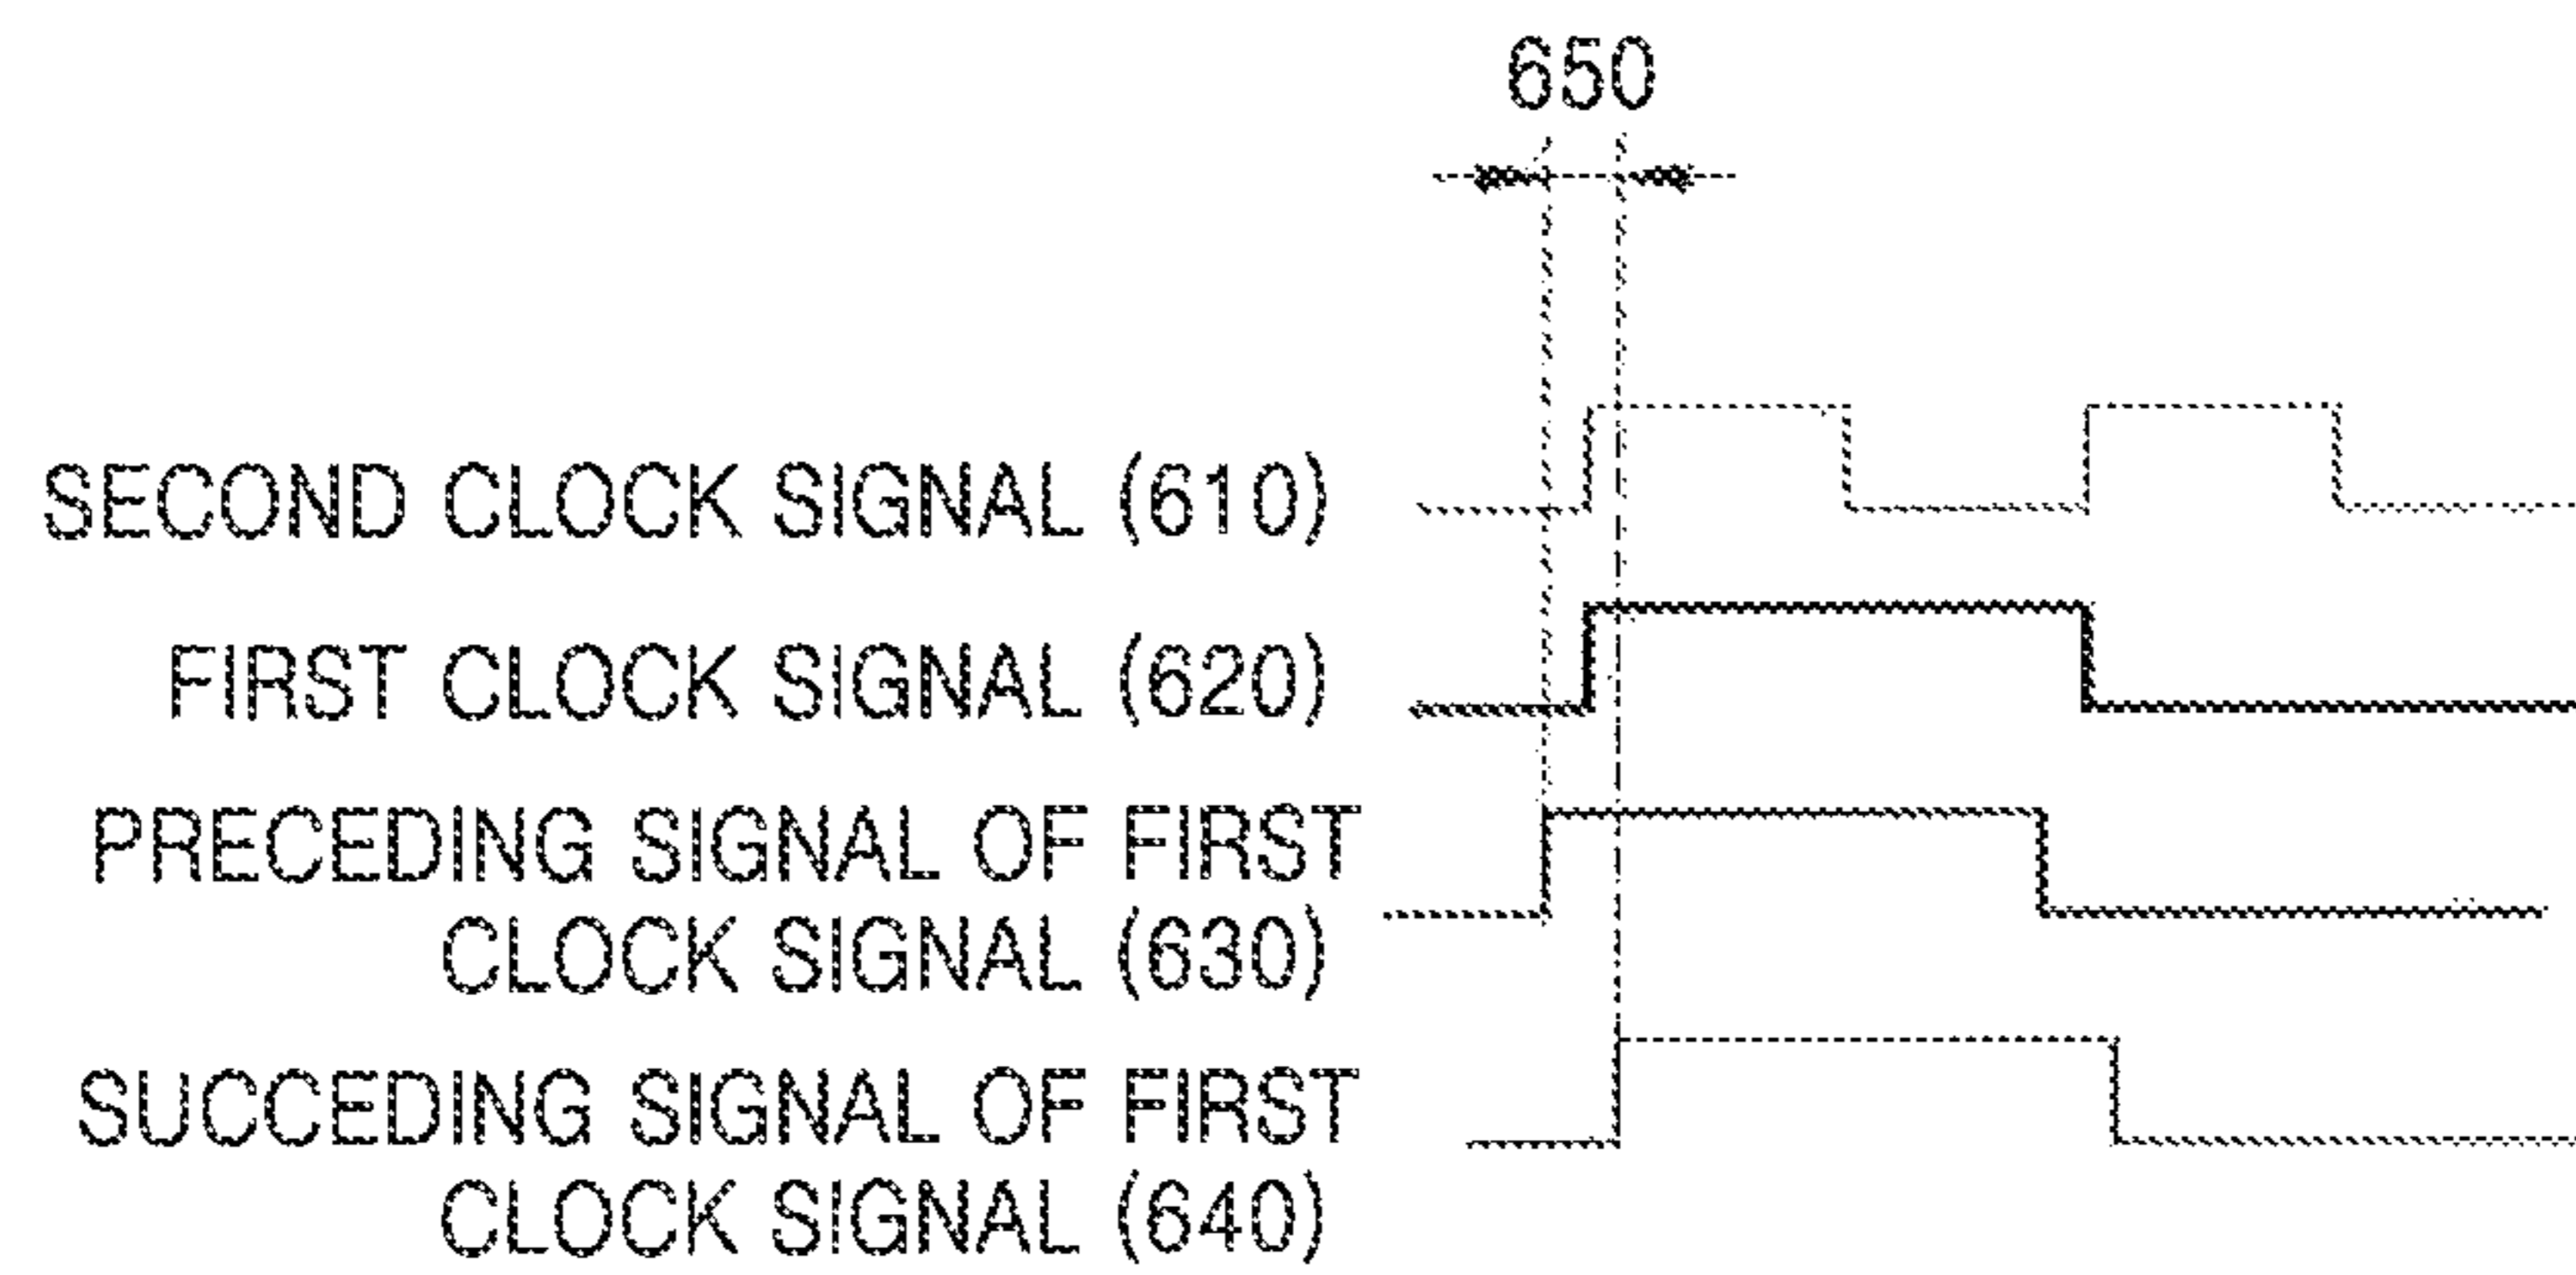 650
SECOND CLOCK SIGNAL (610)
FIRST CLOCK SIGNAL (620)
PRECEDING SIGNAL OF FIRST
CLOCK SIGNAL (630)
SUCCEDING SIGNAL OF FIRST
CLOCK SIGNAL (640)